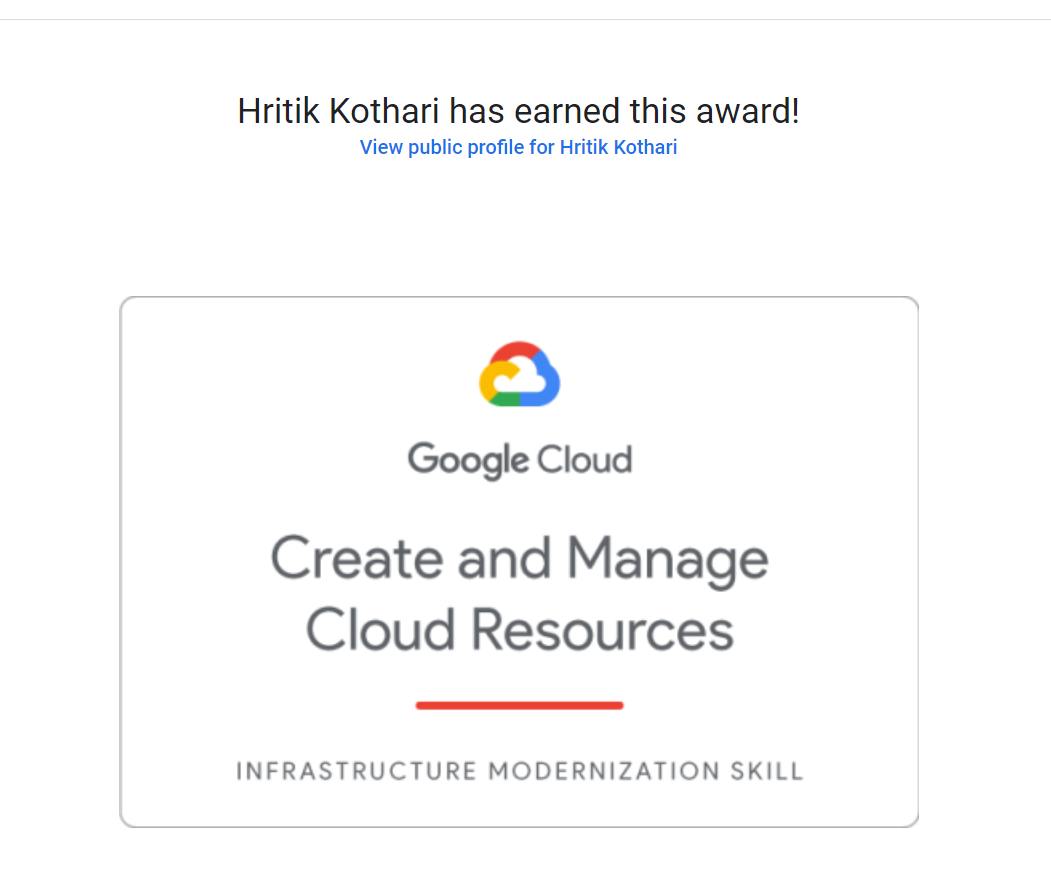 Hritik Kothari has earned this award!
View public profile for Hritik Kothari
Google Cloud
Create and Manage
Cloud Resources
INFRASTRUCTURE MODERNIZATION SKILL